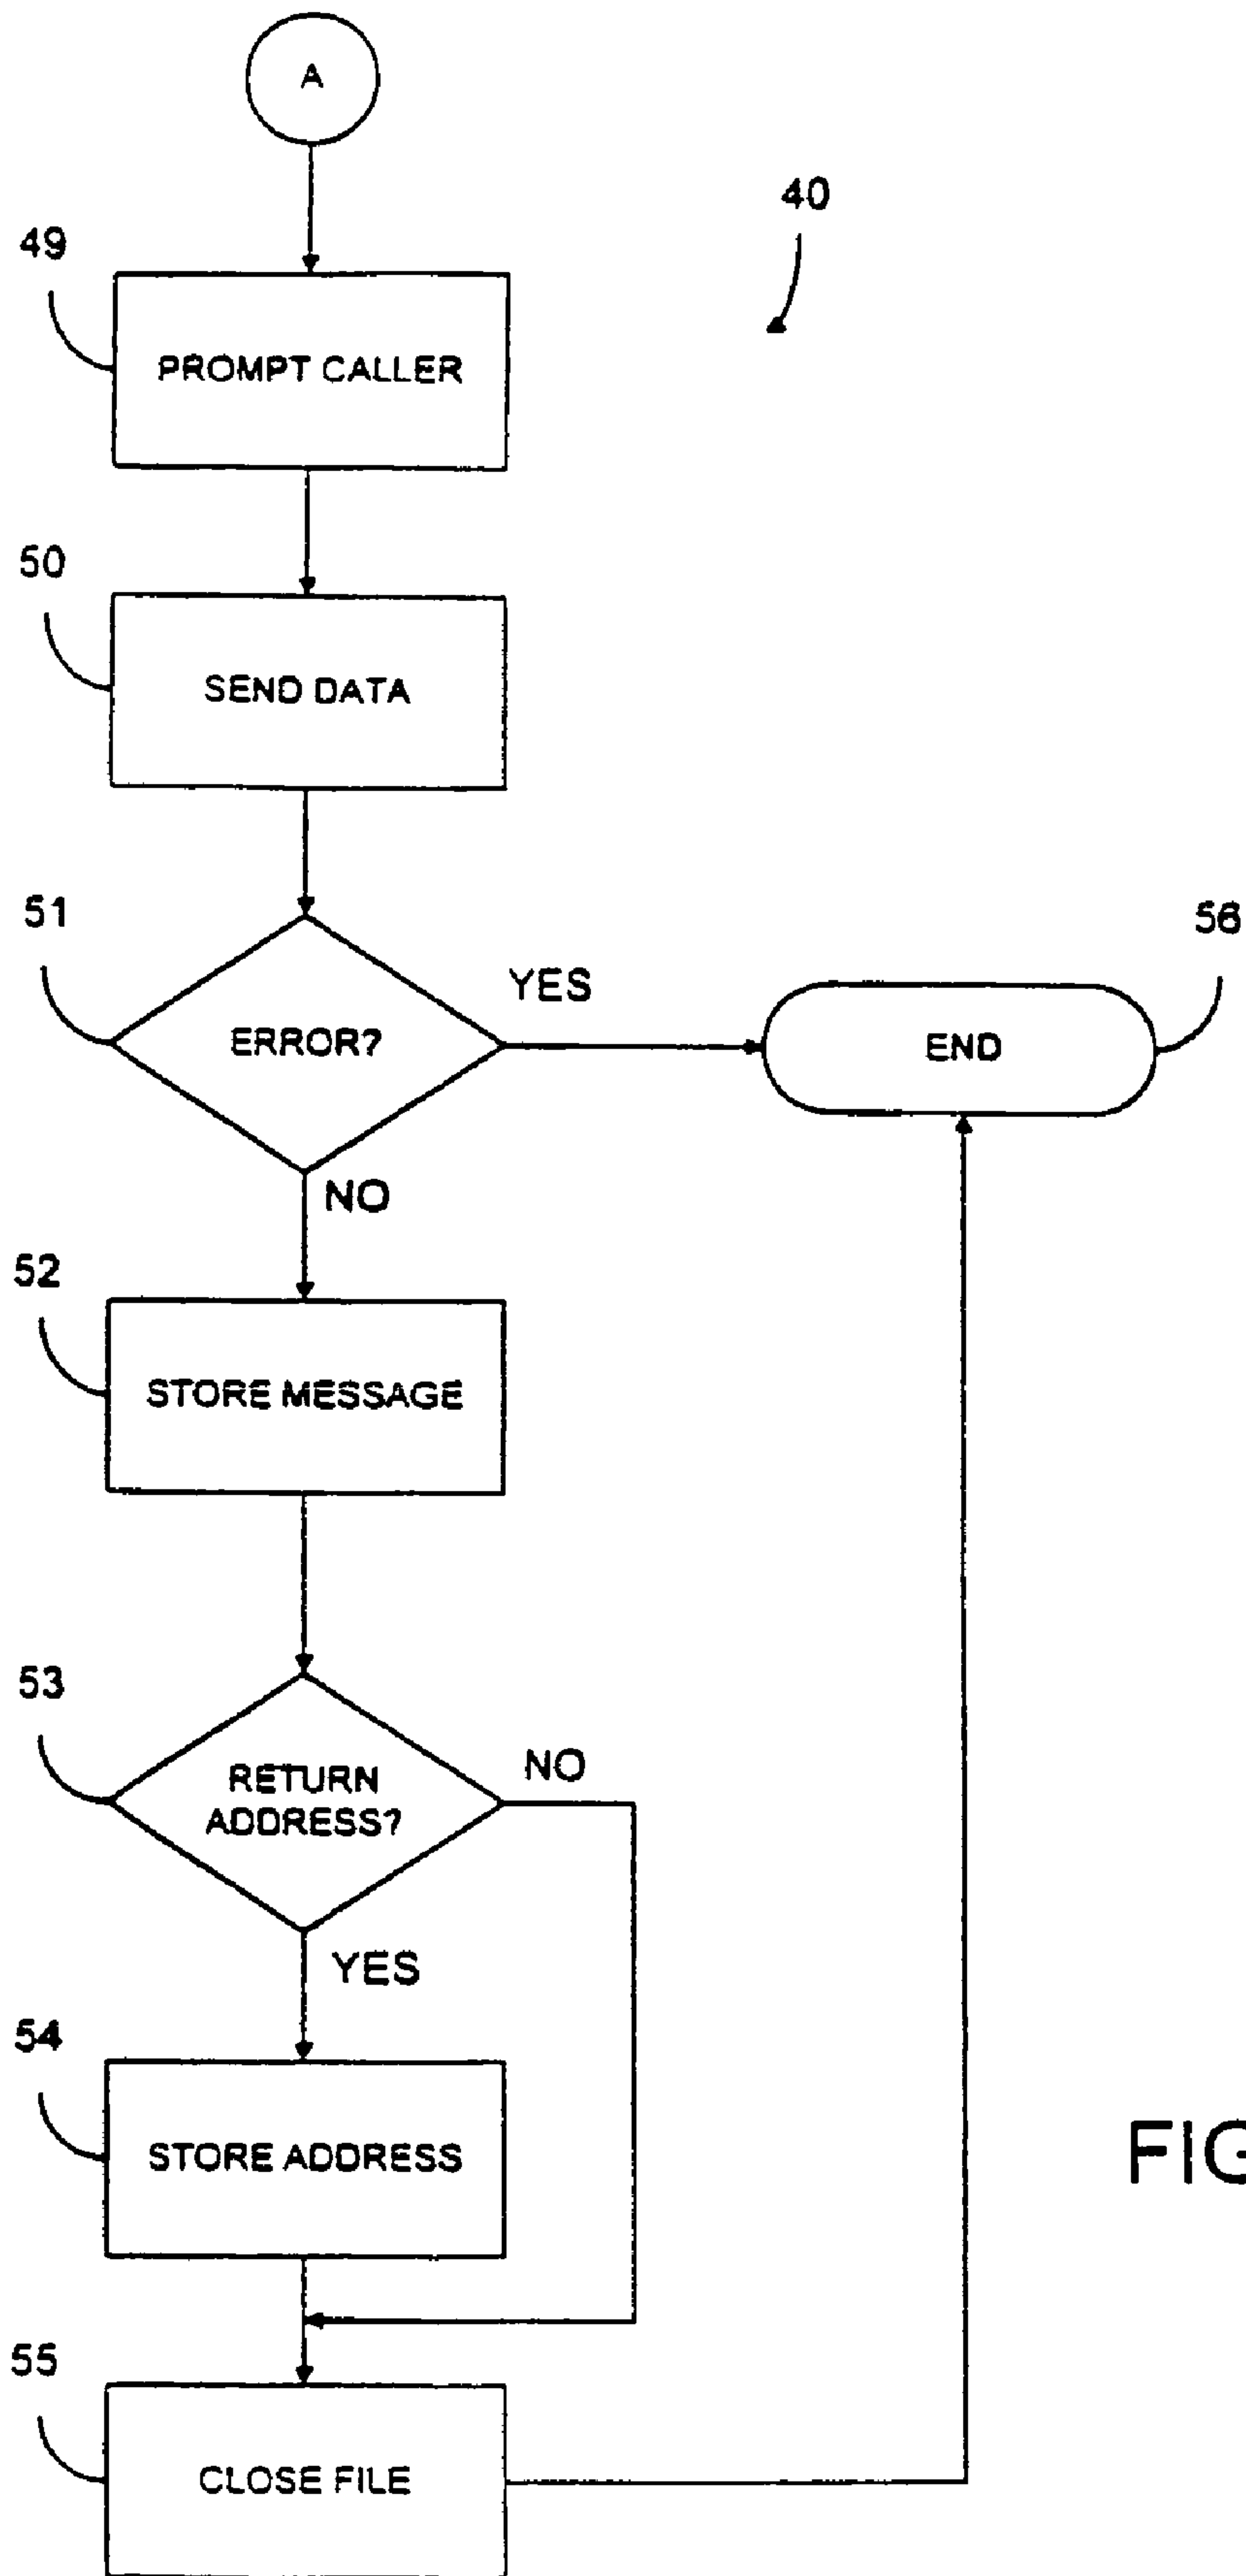 A
40
49
PROMPT CALLER
50
SEND DATA
51
YES
56
ERROR?
END
NO
52
STORE MESSAGE
53
NO
RETURN
ADDRESS?
YES
54
STORE ADDRESS
FIG
55
CLOSE FILE